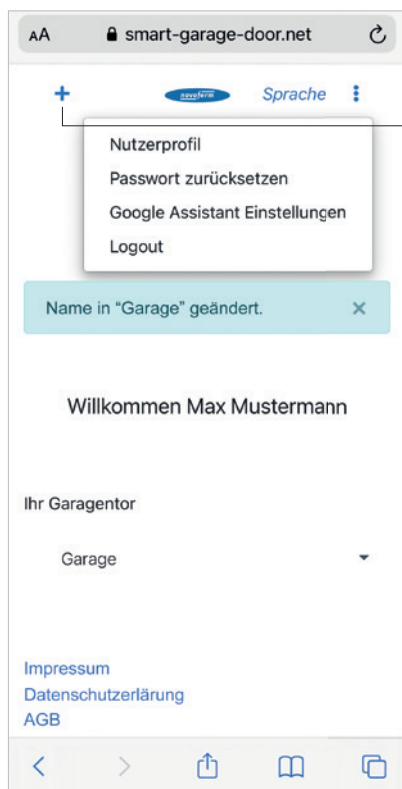 AA smart-garage-door.net
+ novoferm Sprache
Nutzerprofil
Passwort zurücksetzen
Google Assistant Einstellungen
Logout
Name in “Garage” geändert. ×
Willkommen Max Mustermann
Ihr Garagentor
Garage
Impressum
Datenschutzerlärung
AGB